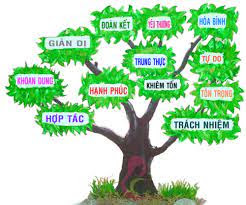 ĐOÀN KẾT
YÊU THƯƠNG
HÒA BÌNH
GIẢN DỊ
TRUNG THỰC
TỰ DO
KHOAN DUNG
HẠNH PHÚC
KHIÊM TỐN
TÔN TRỌNG
HỢP TÁC
TRÁCH NHIỆM